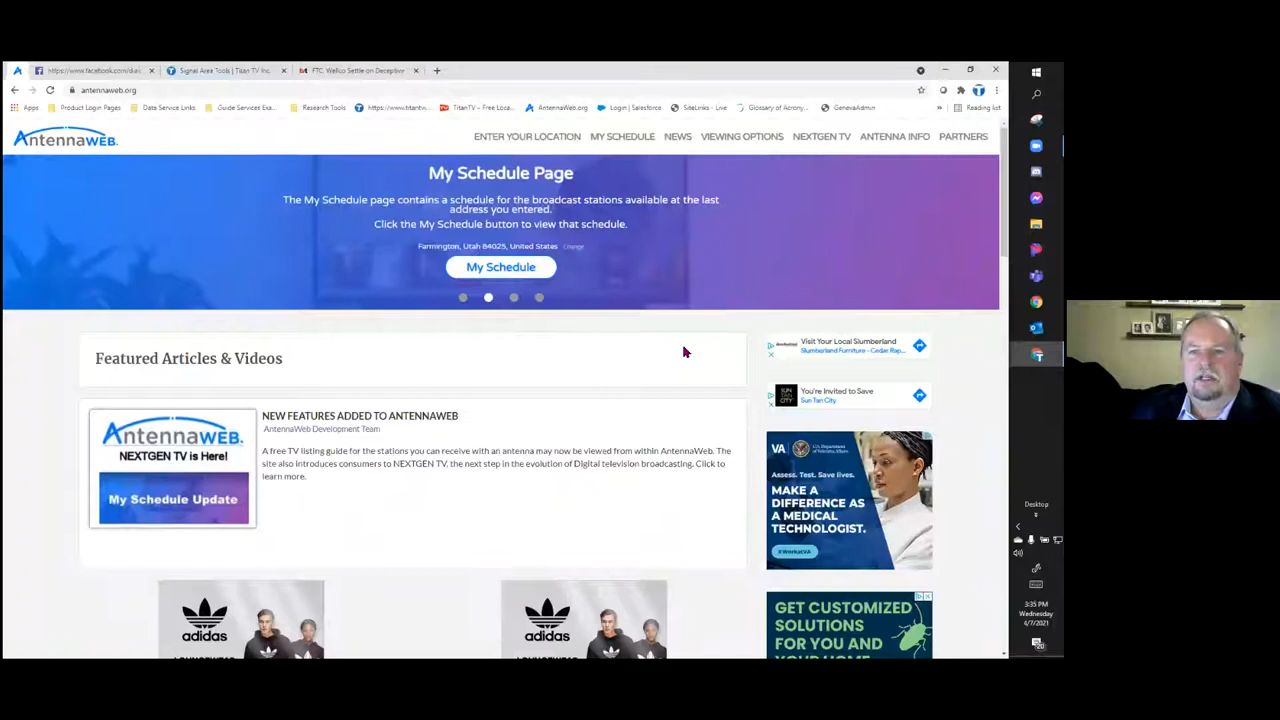 https://www.facebook.com/durac
Signal Area Tools | Titan TV Inc.
FTC, Wellco Settle on Deceptive
antennaweb.org
Apps
Product Login Pages
Data Service Links
Guide Services Exa...
Research Tools
https://www.titantv...
TitanTV – Free Loca...
AntennaWeb.org
Login | Salesforce
SiteLinks - Live
Glossary of Acrony...
GenevaAdmin
»
Reading list
AntennaWEB.
ENTER YOUR LOCATION
MY SCHEDULE
NEWS
VIEWING OPTIONS
NEXTGEN TV
ANTENNA INFO
PARTNERS
My Schedule Page
The My Schedule page contains a schedule for the broadcast stations available at the last
address you entered.
Click the My Schedule button to view that schedule.
Farmington, Utah 84025, United States Change
My Schedule
Featured Articles & Videos
AntennaWEB.
NEXTGEN TV is Here!
My Schedule Update
NEW FEATURES ADDED TO ANTENNAWEB
AntennaWeb Development Team
A free TV listing guide for the stations you can receive with an antenna may now be viewed from within AntennaWeb. The
site also introduces consumers to NEXTGEN TV, the next step in the evolution of Digital television broadcasting. Click to
learn more.
adidas
adidas
Visit Your Local Slumberland
Slumberland Furniture - Cedar Rap...
SUN TAN CITY
You're Invited to Save
Sun Tan City
VA
U.S. Department of Veterans Affairs
Assess. Test. Save lives.
MAKE A
DIFFERENCE AS
A MEDICAL
TECHNOLOGIST.
#WorkatVA
GET CUSTOMIZED
SOLUTIONS
FOR YOU AND
YOUR HOME
Desktop
3:35 PM
Wednesday
4/7/2021
20